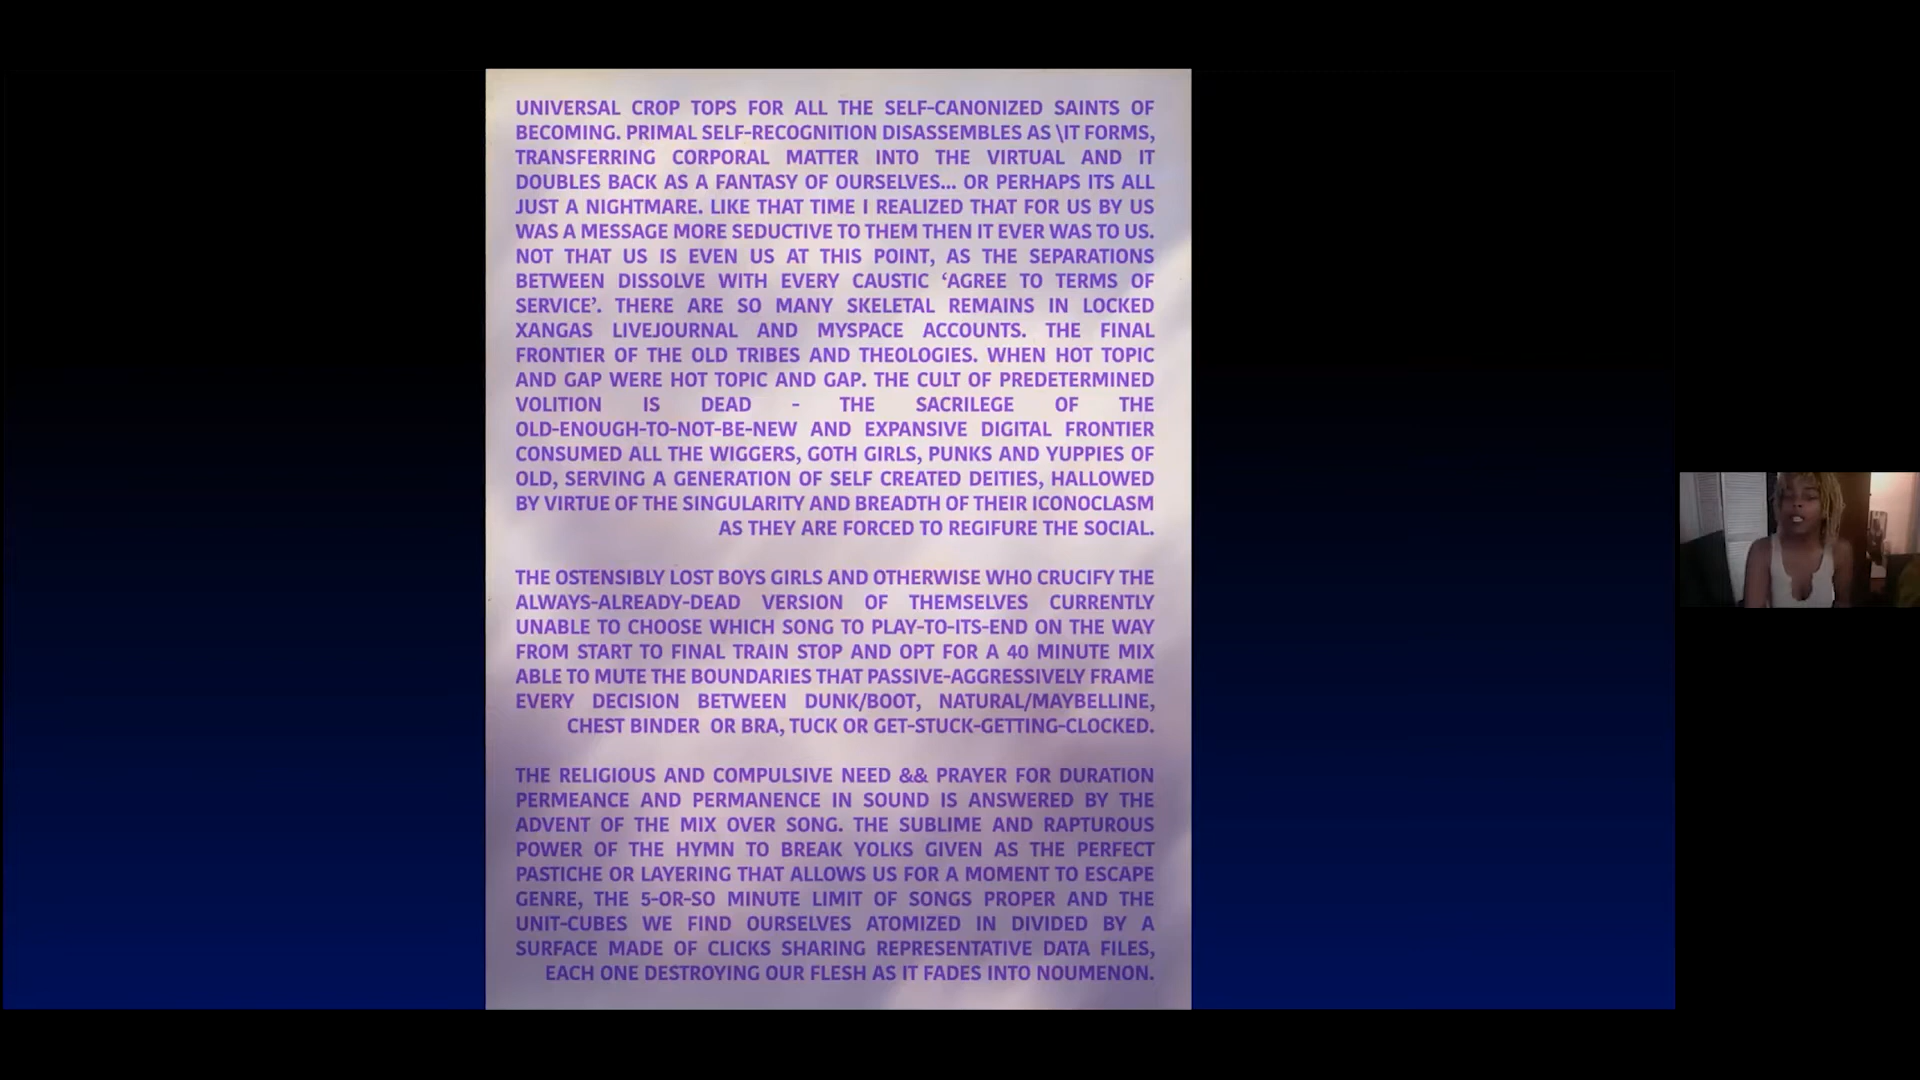 UNIVERSAL CROP TOPS FOR ALL THE SELF-CANONIZED SAINTS OF
BECOMING. PRIMAL SELF-RECOGNITION DISASSEMBLES AS \IT FORMS,
TRANSFERRING CORPORAL MATTER INTO THE VIRTUAL AND IT
DOUBLES BACK AS A FANTASY OF OURSELVES... OR PERHAPS ITS ALL
JUST A NIGHTMARE. LIKE THAT TIME I REALIZED THAT FOR US BY US
WAS A MESSAGE MORE SEDUCTIVE TO THEM THEN IT EVER WAS TO US.
NOT THAT US IS EVEN US AT THIS POINT, AS THE SEPARATIONS
BETWEEN DISSOLVE WITH EVERY CAUSTIC ‘AGREE TO TERMS OF
SERVICE’. THERE ARE SO MANY SKELETAL REMAINS IN LOCKED
XANGAS LIVEJOURNAL AND MYSPACE ACCOUNTS. THE FINAL
FRONTIER OF THE OLD TRIBES AND THEOLOGIES. WHEN HOT TOPIC
AND GAP WERE HOT TOPIC AND GAP. THE CULT OF PREDETERMINED
VOLITION IS DEAD - THE SACRILEGE OF THE
OLD-ENOUGH-TO-NOT-BE-NEW AND EXPANSIVE DIGITAL FRONTIER
CONSUMED ALL THE WIGGERS, GOTH GIRLS, PUNKS AND YUPPIES OF
OLD, SERVING A GENERATION OF SELF CREATED DEITIES, HALLOWED
BY VIRTUE OF THE SINGULARITY AND BREADTH OF THEIR ICONOCLASM
AS THEY ARE FORCED TO REGIFURE THE SOCIAL.
THE OSTENSIBLY LOST BOYS GIRLS AND OTHERWISE WHO CRUCIFY THE
ALWAYS-ALREADY-DEAD VERSION OF THEMSELVES CURRENTLY
UNABLE TO CHOOSE WHICH SONG TO PLAY-TO-ITS-END ON THE WAY
FROM START TO FINAL TRAIN STOP AND OPT FOR A 40 MINUTE MIX
ABLE TO MUTE THE BOUNDARIES THAT PASSIVE-AGGRESSIVELY FRAME
EVERY DECISION BETWEEN DUNK/BOOT, NATURAL/MAYBELLINE,
CHEST BINDER OR BRA, TUCK OR GET-STUCK-GETTING-CLOCKED.
THE RELIGIOUS AND COMPULSIVE NEED && PRAYER FOR DURATION
PERMEANCE AND PERMANENCE IN SOUND IS ANSWERED BY THE
ADVENT OF THE MIX OVER SONG. THE SUBLIME AND RAPTUROUS
POWER OF THE HYMN TO BREAK YOLKS GIVEN AS THE PERFECT
PASTICHE OR LAYERING THAT ALLOWS US FOR A MOMENT TO ESCAPE
GENRE, THE 5-OR-SO MINUTE LIMIT OF SONGS PROPER AND THE
UNIT-CUBES WE FIND OURSELVES ATOMIZED IN DIVIDED BY A
SURFACE MADE OF CLICKS SHARING REPRESENTATIVE DATA FILES,
EACH ONE DESTROYING OUR FLESH AS IT FADES INTO NOUMENON.